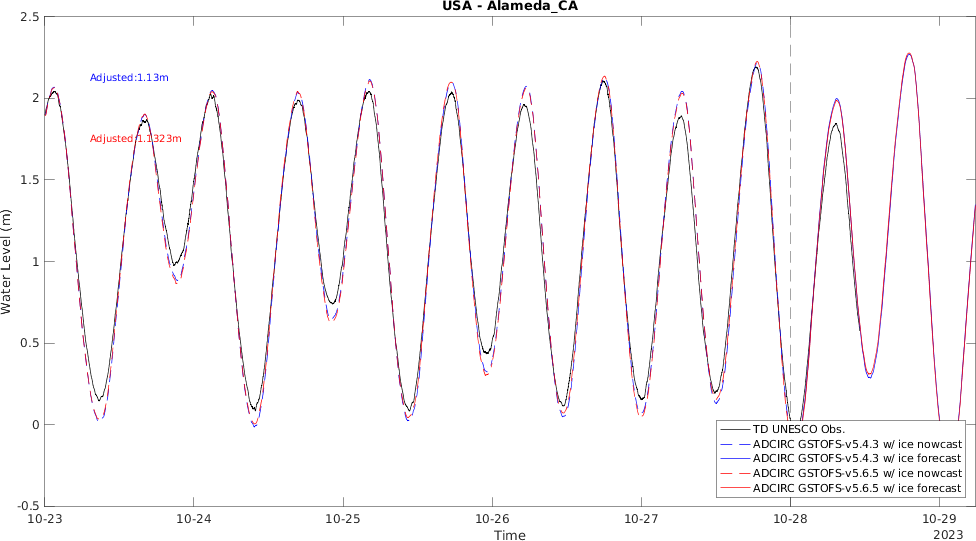 USA - Alameda_CA
2.5
2
1.5
1
0.5
0
-0.5
Water Level (m)
Adjusted:1.13m
Adjusted:1.1323m
TD UNESCO Obs.
ADCIRC GSTOFS-v5.4.3 w/ ice nowcast
ADCIRC GSTOFS-v5.4.3 w/ ice forecast
ADCIRC GSTOFS-v5.6.5 w/ ice nowcast
ADCIRC GSTOFS-v5.6.5 w/ ice forecast
10-23 10-24 10-25 10-26 10-27 10-28 10-29
2023
Time